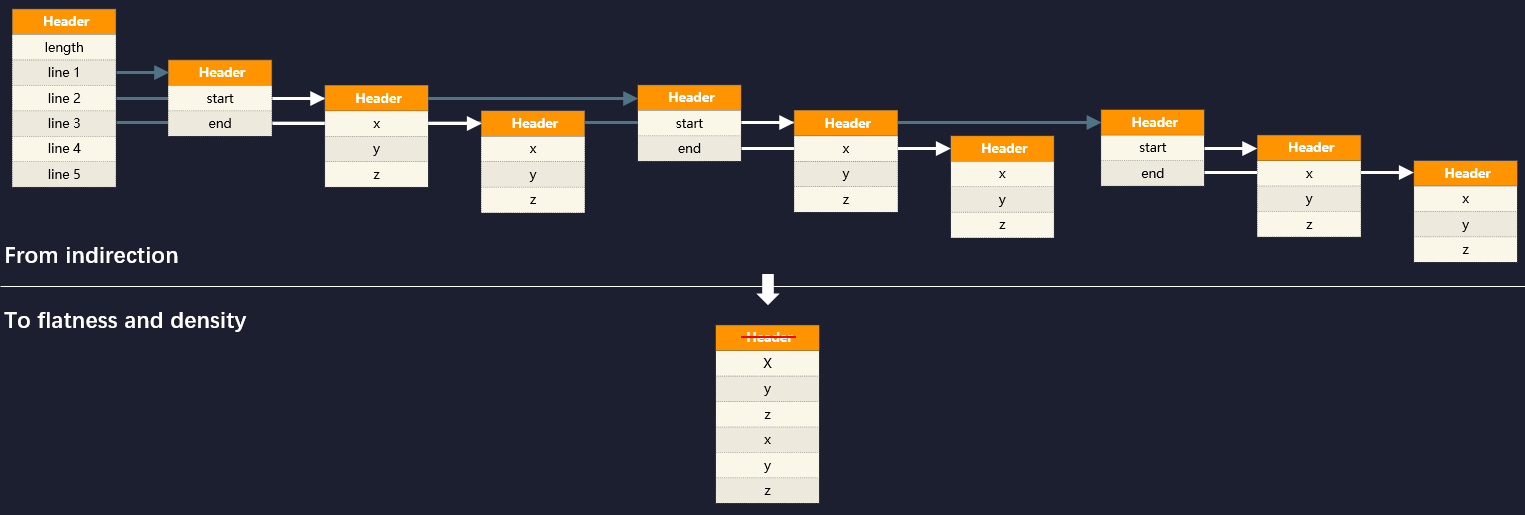 Header
length
line 1
line 2
line 3
line 4
line 5
Header
start
end
Header
x
y
z
Header
x
y
z
Header
start
end
Header
x
y
z
Header
x
y
z
Header
start
end
Header
x
y
z
Header
x
y
z
From indirection
To flatness and density
Header
X
y
z
x
y
z